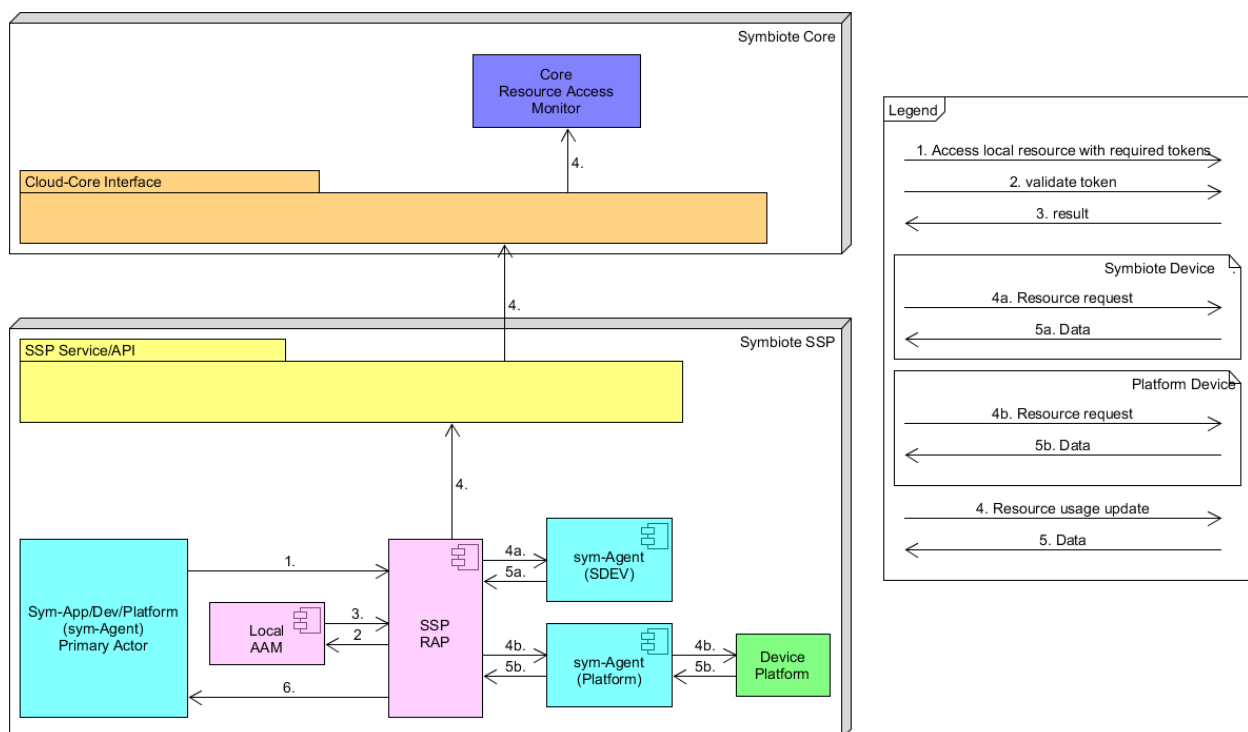 Symbiote Core
Core
Resource Access
Monitor
4.
Cloud-Core Interface
4.
Symbiote SSP
SSP Service/API
4.
Sym-App/Dev/Platform
(sym-Agent)
Primary Actor
1.
Local
AAM
3.
2
6.
SSP
RAP
4a.
5a.
sym-Agent
(SDEV)
4b.
5b.
sym-Agent
(Platform)
4b.
5b.
Device
Platform
Legend
1. Access local resource with required tokens
2. validate token
3. result
Symbiote Device
4a. Resource request
5a. Data
Platform Device
4b. Resource request
5b. Data
4. Resource usage update
5. Data